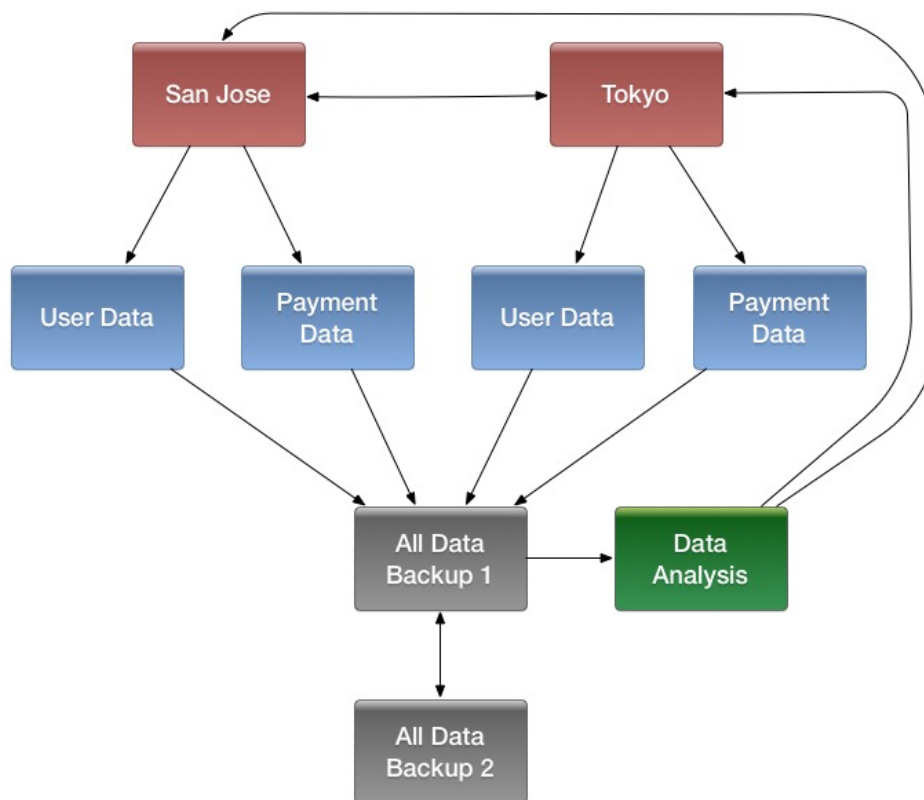 San Jose
Tokyo
User Data
Payment
Data
User Data
Payment
Data
All Data
Backup 1
Data
Analysis
All Data
Backup 2